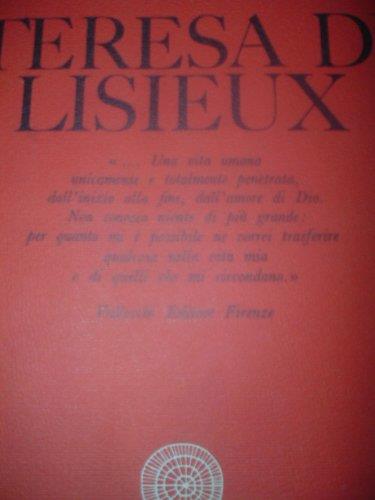 TERESA D
LISIEUX
«.... Una vita umana
unicamente e totalmente penetrata,
dall'inizio alla fine, dall'amore di Dio.
Non conosco niente di più grande:
per quanto mi è possibile ne vorrei trasferire
qualcosa nella vita mia
e di quelli che mi circondano.»
Vallecchi Editore Firenze